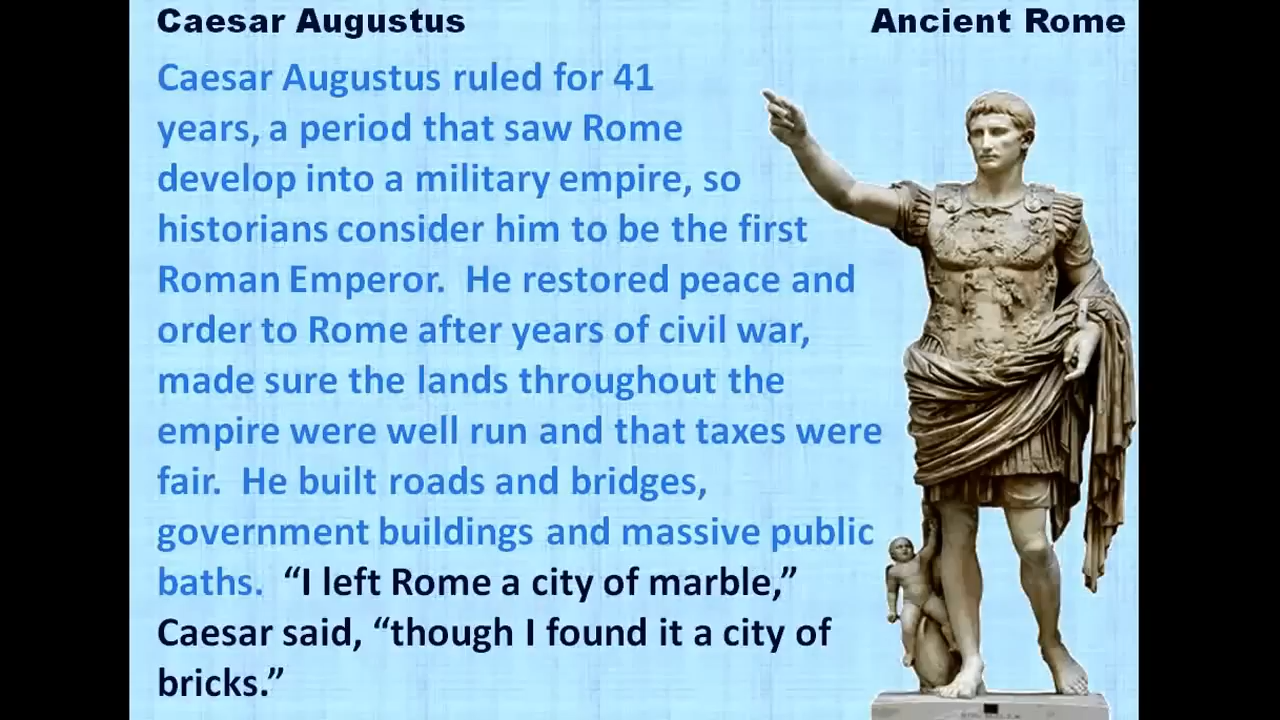 Caesar Augustus
Ancient Rome
Caesar Augustus ruled for 41
years, a period that saw Rome
develop into a military empire, so
historians consider him to be the first
Roman Emperor.  He restored peace and
order to Rome after years of civil war,
made sure the lands throughout the
empire were well run and that taxes were
fair.  He built roads and bridges,
government buildings and massive public
baths.  “I left Rome a city of marble,”
Caesar said, “though I found it a city of
bricks.”